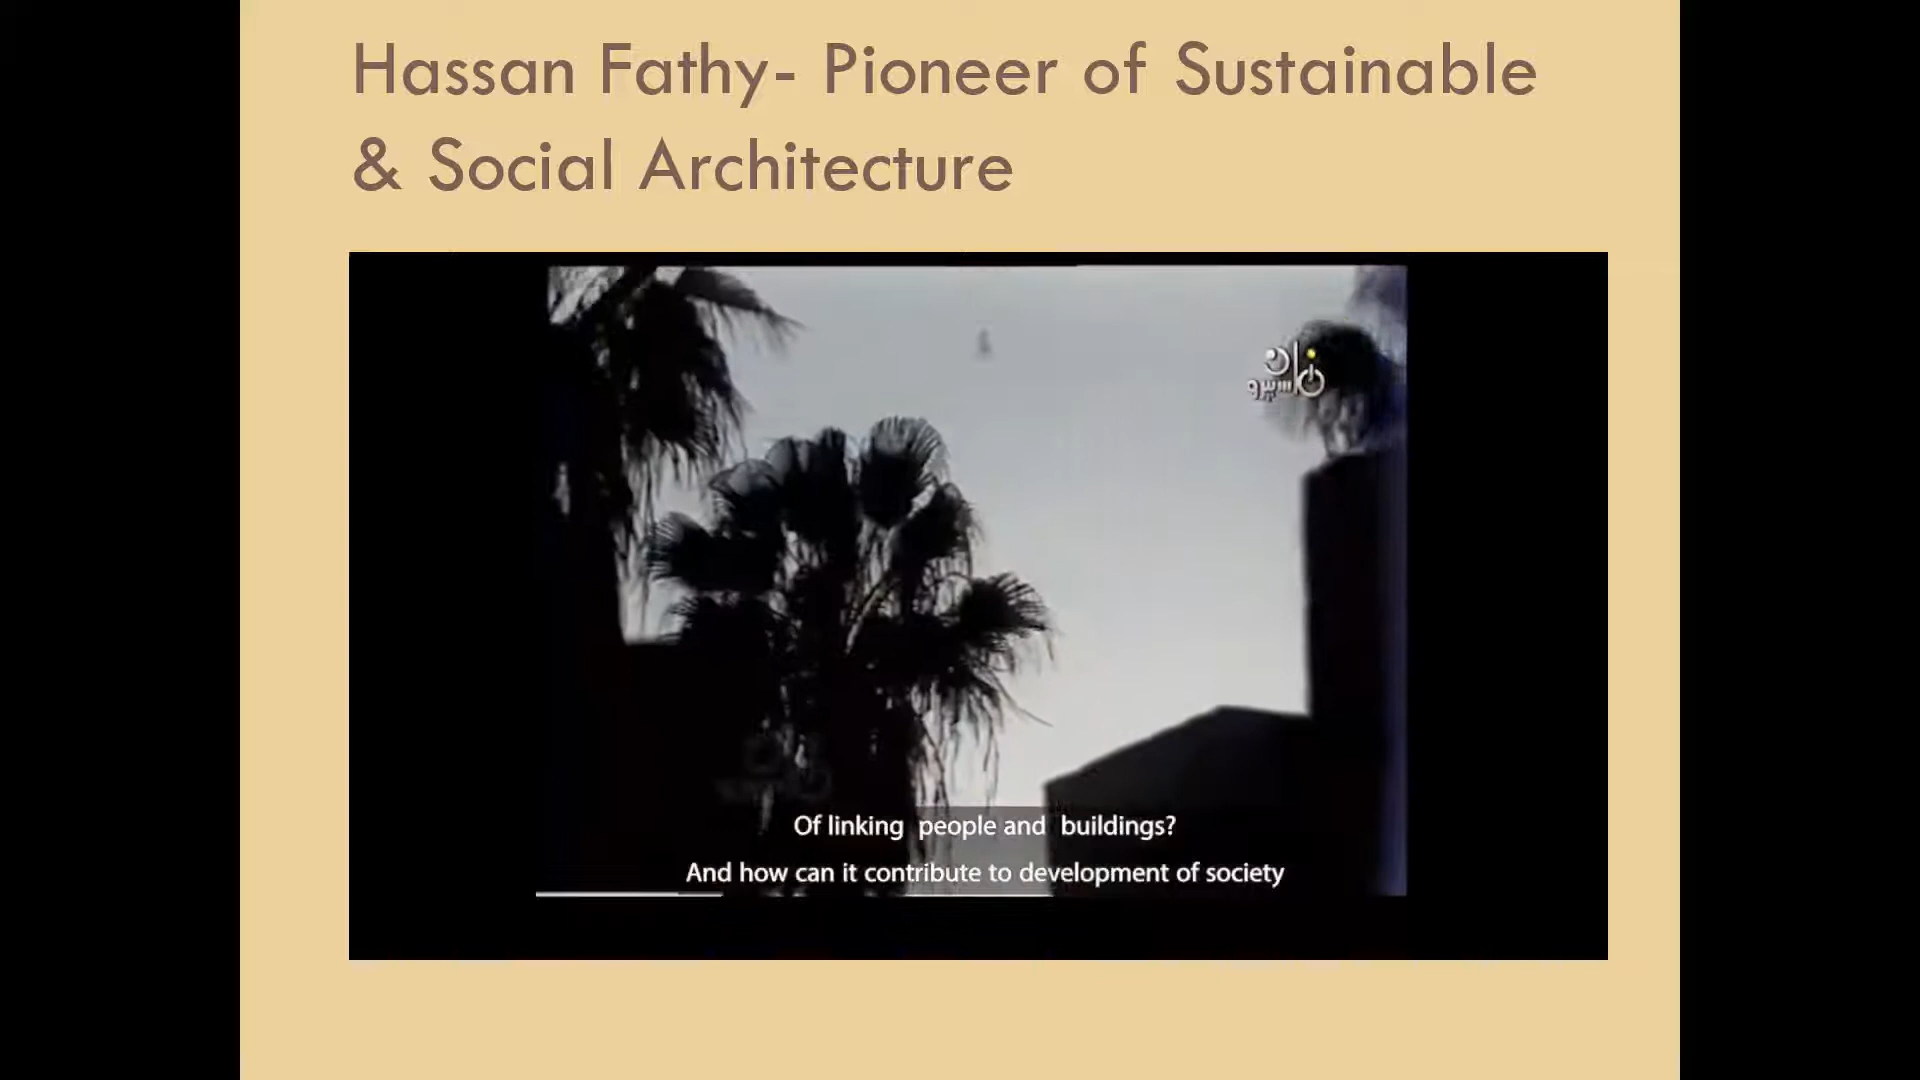 Hassan Fathy- Pioneer of Sustainable
& Social Architecture
Of linking people and buildings?
And how can it contribute to development of society